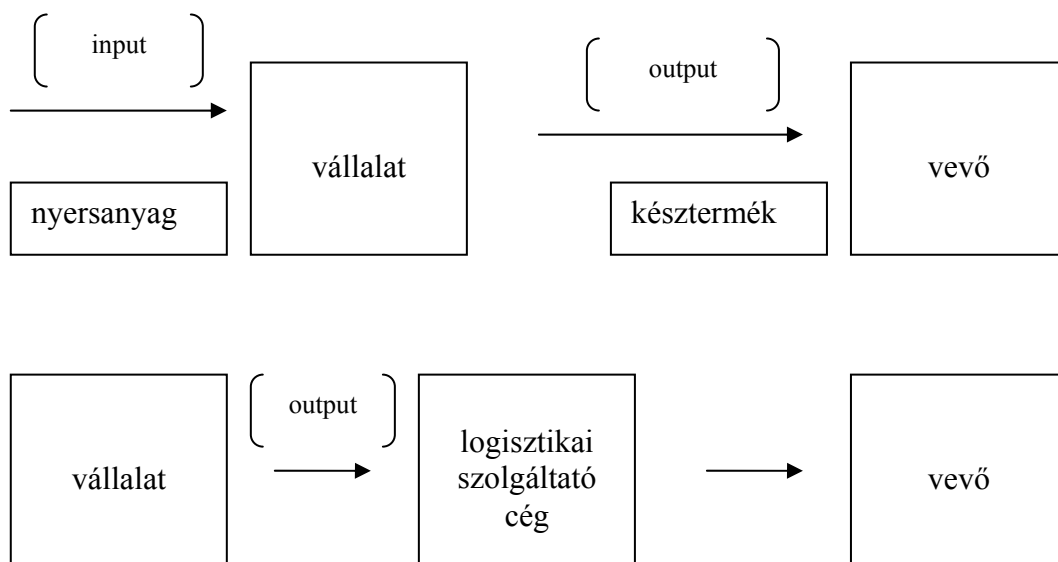 input
output
vállalat
vevő
nyersanyag
késztermék
output
vállalat
logisztikai
szolgáltató
cég
vevő